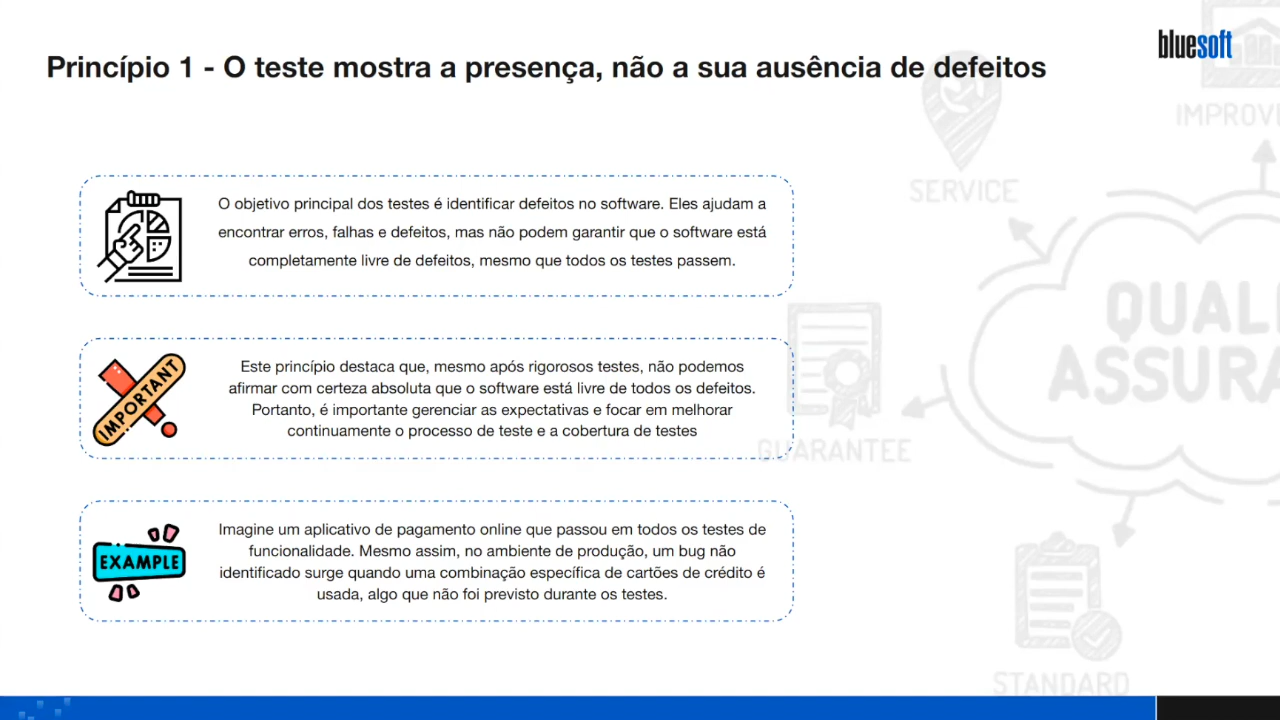 bluesoft
Princípio 1 - O teste mostra a presença, não a sua ausência de defeitos
IMPROVE
SERVICE
O objetivo principal dos testes é identificar defeitos no software. Eles ajudam a
encontrar erros, falhas e defeitos, mas não podem garantir que o software está
completamente livre de defeitos, mesmo que todos os testes passem.
QUALI
ASSURA
IMPORTANT
Este princípio destaca que, mesmo após rigorosos testes, não podemos
afirmar com certeza absoluta que o software está livre de todos os defeitos.
Portanto, é importante gerenciar as expectativas e focar em melhorar
continuamente o processo de teste e a cobertura de testes
GUARANTEE
EXAMPLE
Imagine um aplicativo de pagamento online que passou em todos os testes de
funcionalidade. Mesmo assim, no ambiente de produção, um bug não
identificado surge quando uma combinação específica de cartões de crédito é
usada, algo que não foi previsto durante os testes.
STANDARD